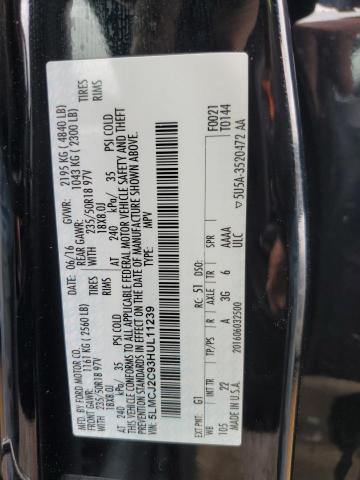 MFD. BY FORD MOTOR CO.
DATE: 06/16 GVWR: 2195 KG ( 4840 LB)
FRONT GAWR: 1161 KG ( 2560 LB) REAR GAWR: 1043 KG ( 2300 LB)
WITH 235/50R18 97V TIRES WITH 235/50R18 97V TIRES
18X8.0J RIMS 18X8.0J RIMS
AT 240 kPa/ 35 PSI COLD AT 240 kPa/ 35 PSI COLD
THIS VEHICLE CONFORMS TO ALL APPLICABLE FEDERAL MOTOR VEHICLE SAFETY AND THEFT PREVENTION STANDARDS IN EFFECT ON THE DATE OF MANUFACTURE SHOWN ABOVE.
VIN: 5LMCJ2C93HUL11239
TYPE: MPV
F0021
T0144
EXT PNT: G1 RC: 51 DSO:
INT TR TP/PS R AXLE TR SPR
22 A 3G 6 AAAA
105 ULC
MADE IN U.S.A. 201606032500 5U5A-3520472 AA